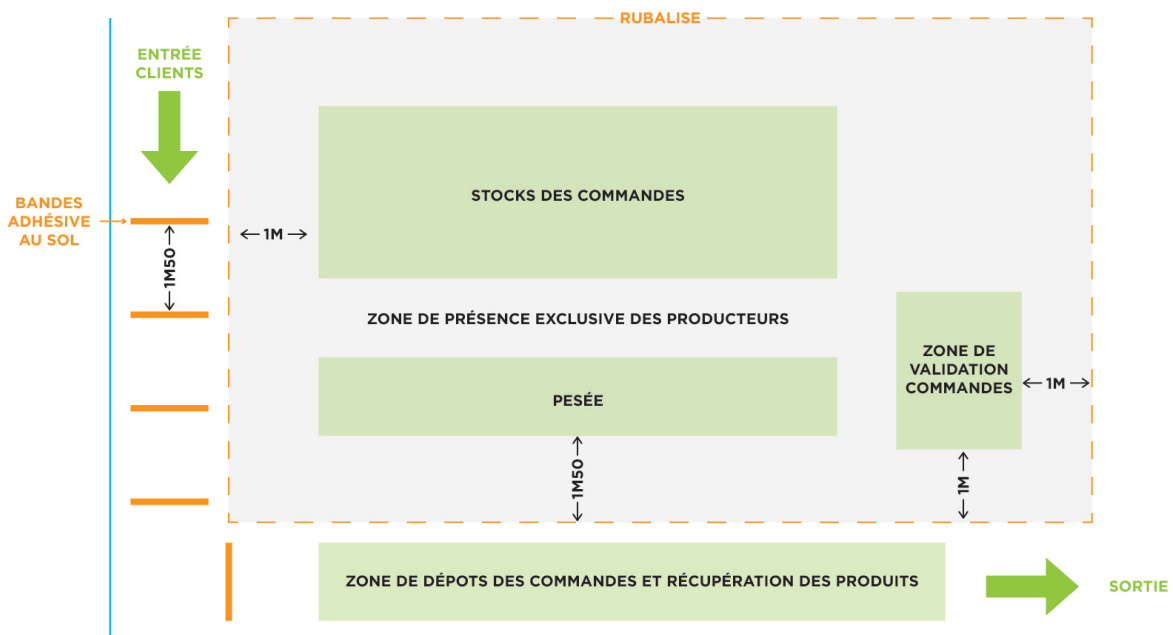 RUBALISE
ENTRÉE
CLIENTS
BANDES
ADHÉSIVE
AU SOL
1M50
1M
STOCKS DES COMMANDES
ZONE DE PRÉSENCE EXCLUSIVE DES PRODUCTEURS
ZONE DE
VALIDATION
COMMANDES
1M
PESÉE
1M50
1M
ZONE DE DÉPOTS DES COMMANDES ET RÉCUPÉRATION DES PRODUITS
SORTIE